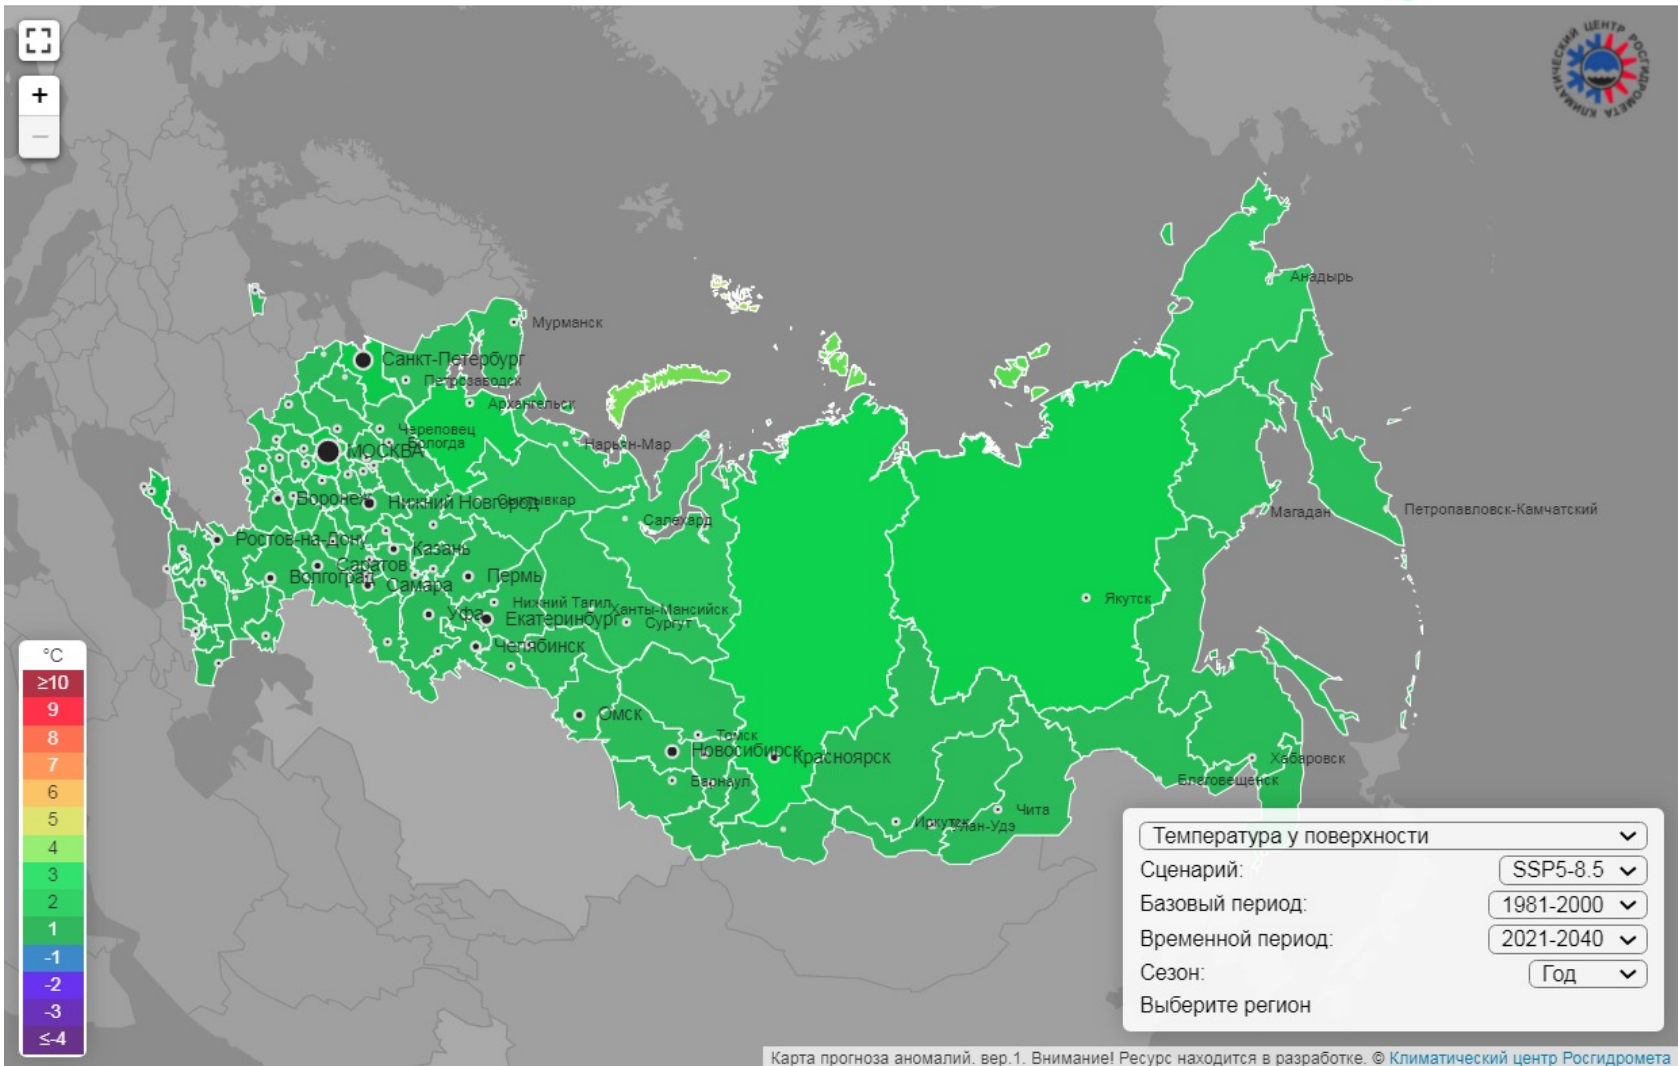 КЛИМАТИЧЕСКИЙ ЦЕНТР РОСГИДРОМЕТА
+
−
Анадырь
Мурманск
Санкт-Петербург
Петрозаводск
Архангельск
Череповец
Вологда
Нарьян-Мар
МОСКВА
Воронеж
Нижний Новгород
Сыктывкар
Салехард
Магадан
Петропавловск-Камчатский
Ростов-на-Дону
Казань
Саратов
Волгоград
Самара
Пермь
Якутск
Нижний Тагил
Ханты-Мансийск
Уфа
Екатеринбург
Сургут
Челябинск
Омск
Томск
Новосибирск
Красноярск
Хабаровск
Барнаул
Благовещенск
Чита
Иркутск
Улан-Удэ
°C
≥10
9
8
7
6
5
4
3
2
1
-1
-2
-3
≤-4
Температура у поверхности
Сценарий: SSP5-8.5
Базовый период: 1981-2000
Временной период: 2021-2040
Сезон: Год
Выберите регион
Карта прогноза аномалий. вер.1. Внимание! Ресурс находится в разработке. © Климатический центр Росгидромета